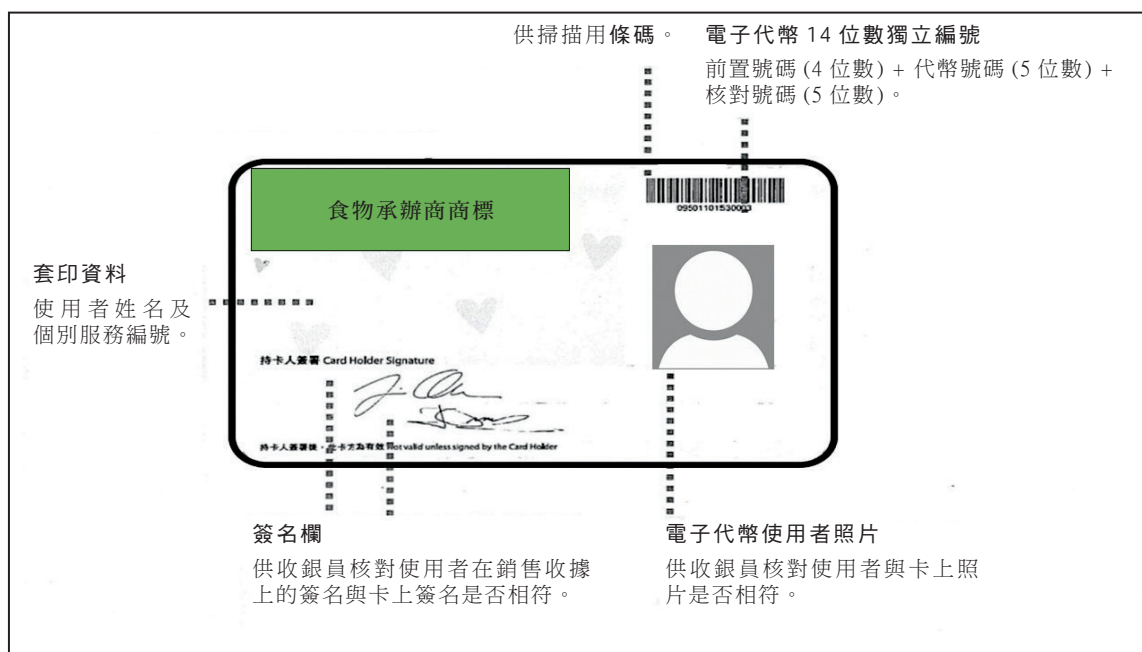 供掃描用條碼。
電子代幣 14 位數獨立編號
前置號碼 (4 位數) + 代幣號碼 (5 位數) +
核對號碼 (5 位數)。
食物承辦商商標
09501101530003
套印資料
使用者姓名及
個別服務編號。
持卡人簽署 Card Holder Signature
持卡人簽署後，此卡方為有效 Not valid unless signed by the Card Holder
簽名欄
供收銀員核對使用者在銷售收據
上的簽名與卡上簽名是否相符。
電子代幣使用者照片
供收銀員核對使用者與卡上照
片是否相符。